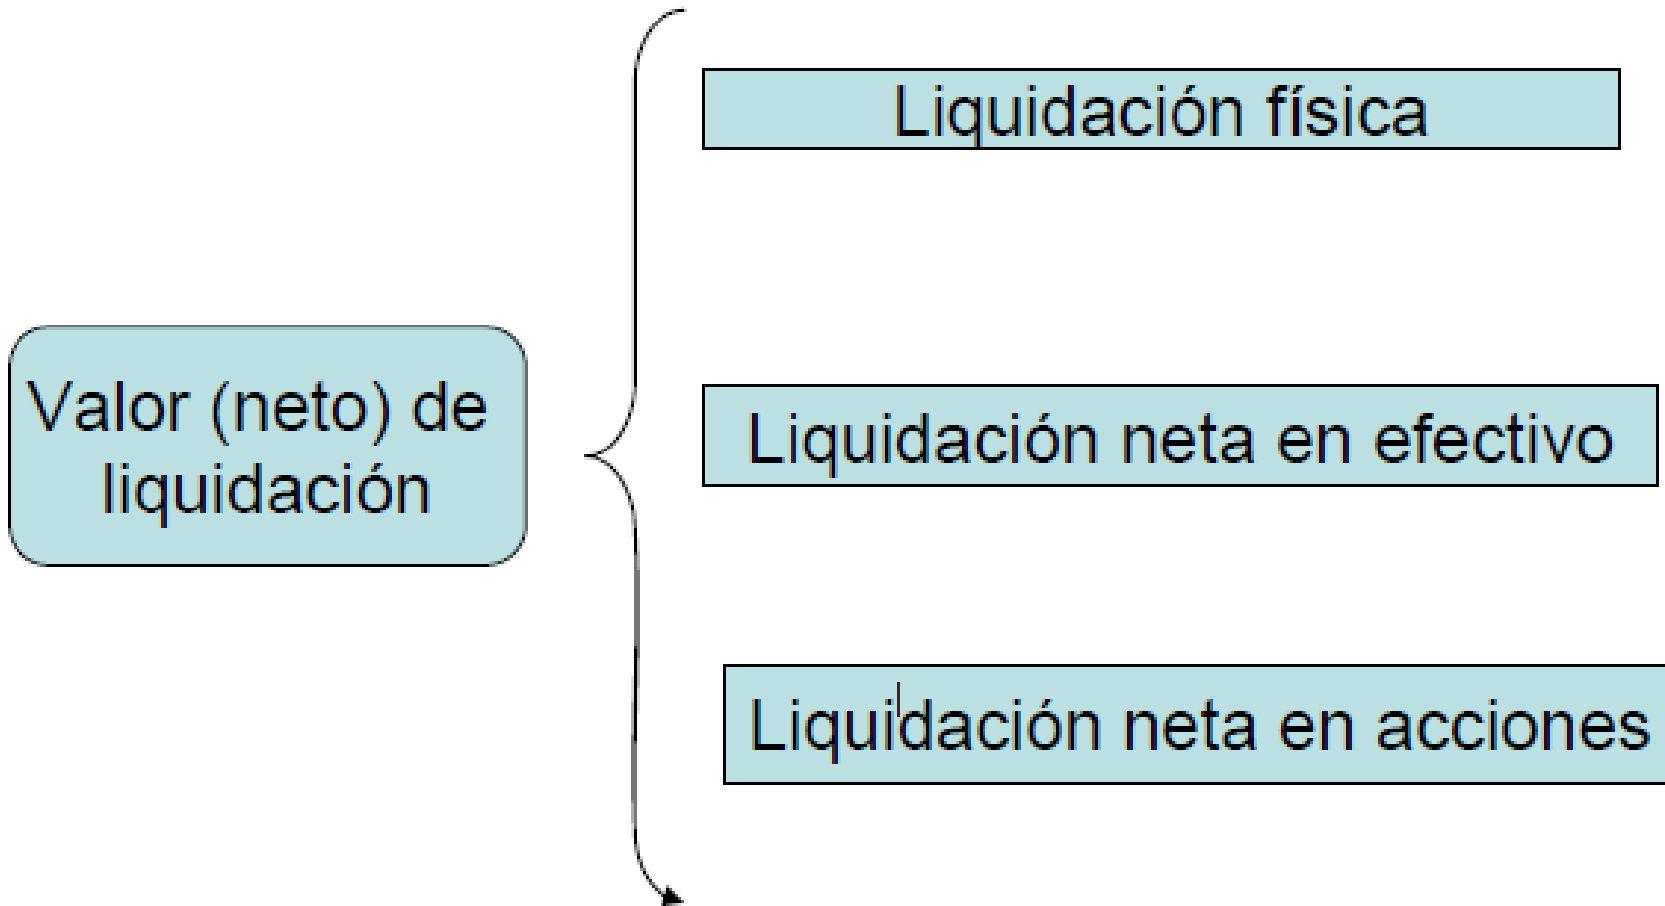 Liquidación física
Valor (neto) de
liquidación
Liquidación neta en efectivo
Liquidación neta en acciones